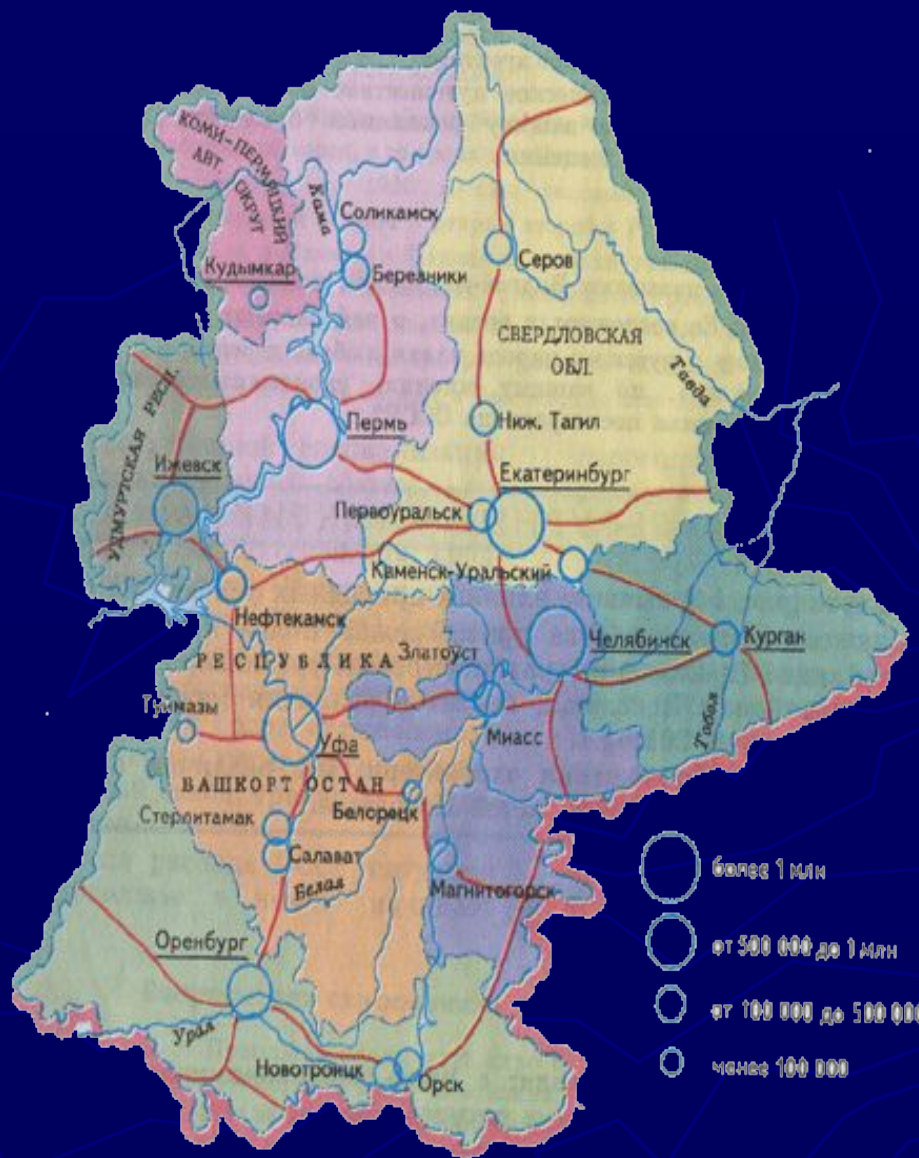 КОМИ-ПЕРМЯЦКИЙ
АВТ.
ОКРУГ
Кама
Соликамск
Кудымкар
Березники
Серов
СВЕРДЛОВСКАЯ
ОБЛ.
Тавда
УДМУРТСКАЯ РЕСП.
Пермь
Ниж. Тагил
Ижевск
Екатеринбург
Первоуральск
Каменск-Уральский
Нефтекамск
Челябинск
Курган
РЕСПУБЛИКА
Златоуст
Туймазы
Тобол
Уфа
Миасс
БАШКОРТ ОСТАН
Белорецк
Стерлитамак
Салават
Белая
Магнитогорск
более 1 млн
Оренбург
от 500 000 до 1 млн
Урал
от 100 000 до 500 000
Новотроицк
Орск
менее 100 000